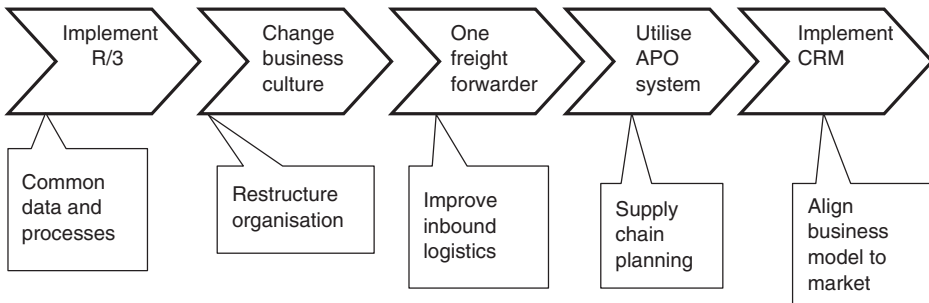 Implement
R/3
Change
business
culture
One
freight
forwarder
Utilise
APO
system
Implement
CRM
Common
data and
processes
Restructure
organisation
Improve
inbound
logistics
Supply
chain
planning
Align
business
model to
market